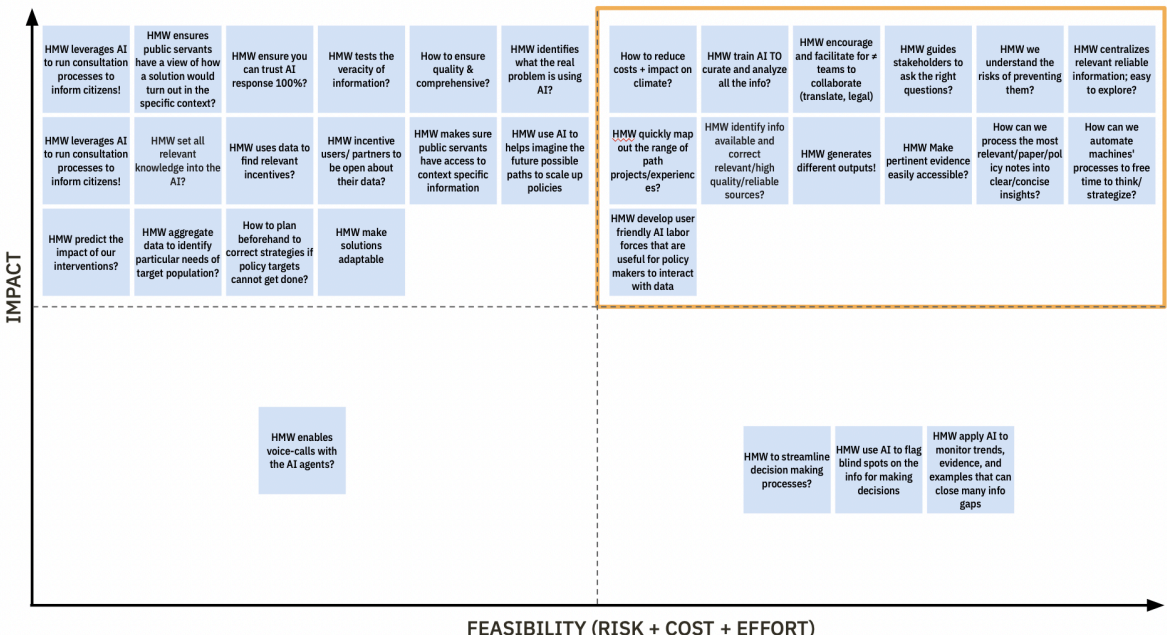 HMW leverages AI
to run consultation
processes to
inform citizens!
HMW ensures
public servants
have a view of how
a solution would
turn out in the
specific context?
HMW ensure you
can trust AI
response 100%?
HMW tests the
veracity of
information?
How to ensure
quality &
comprehensive?
HMW identifies
what the real
problem is using
AI?
How to reduce
costs + impact on
climate?
HMW train AI TO
curate and analyze
all the info?
HMW encourage
and facilitate for ≠
teams to
collaborate
(translate, legal)
HMW guides
stakeholders to
ask the right
questions?
HMW we
understand the
risks of preventing
them?
HMW centralizes
relevant reliable
information; easy
to explore?
HMW leverages AI
to run consultation
processes to
inform citizens!
HMW set all
relevant
knowledge into the
AI?
HMW uses data to
find relevant
incentives?
HMW incentive
users/ partners to
be open about
their data?
HMW makes sure
public servants
have access to
context specific
information
HMW use AI to
helps imagine the
future possible
paths to scale up
policies
HMW quickly map
out the range of
path
projects/experienc
es?
HMW identify info
available and
correct
relevant/high
quality/reliable
sources?
HMW generates
different outputs!
HMW Make
pertinent evidence
easily accessible?
How can we
process the most
relevant/paper/pol
icy notes into
clear/concise
insights?
How can we
automate
machines'
processes to free
time to think/
strategize?
HMW predict the
impact of our
interventions?
HMW aggregate
data to identify
particular needs of
target population?
How to plan
beforehand to
correct strategies if
policy targets
cannot get done?
HMW make
solutions
adaptable
HMW develop user
friendly AI labor
forces that are
useful for policy
makers to interact
with data
IMPACT
HMW enables
voice-calls with
the AI agents?
HMW to streamline
decision making
processes?
HMW use AI to flag
blind spots on the
info for making
decisions
HMW apply AI to
monitor trends,
evidence, and
examples that can
close many info
gaps
FEASIBILITY (RISK + COST + EFFORT)